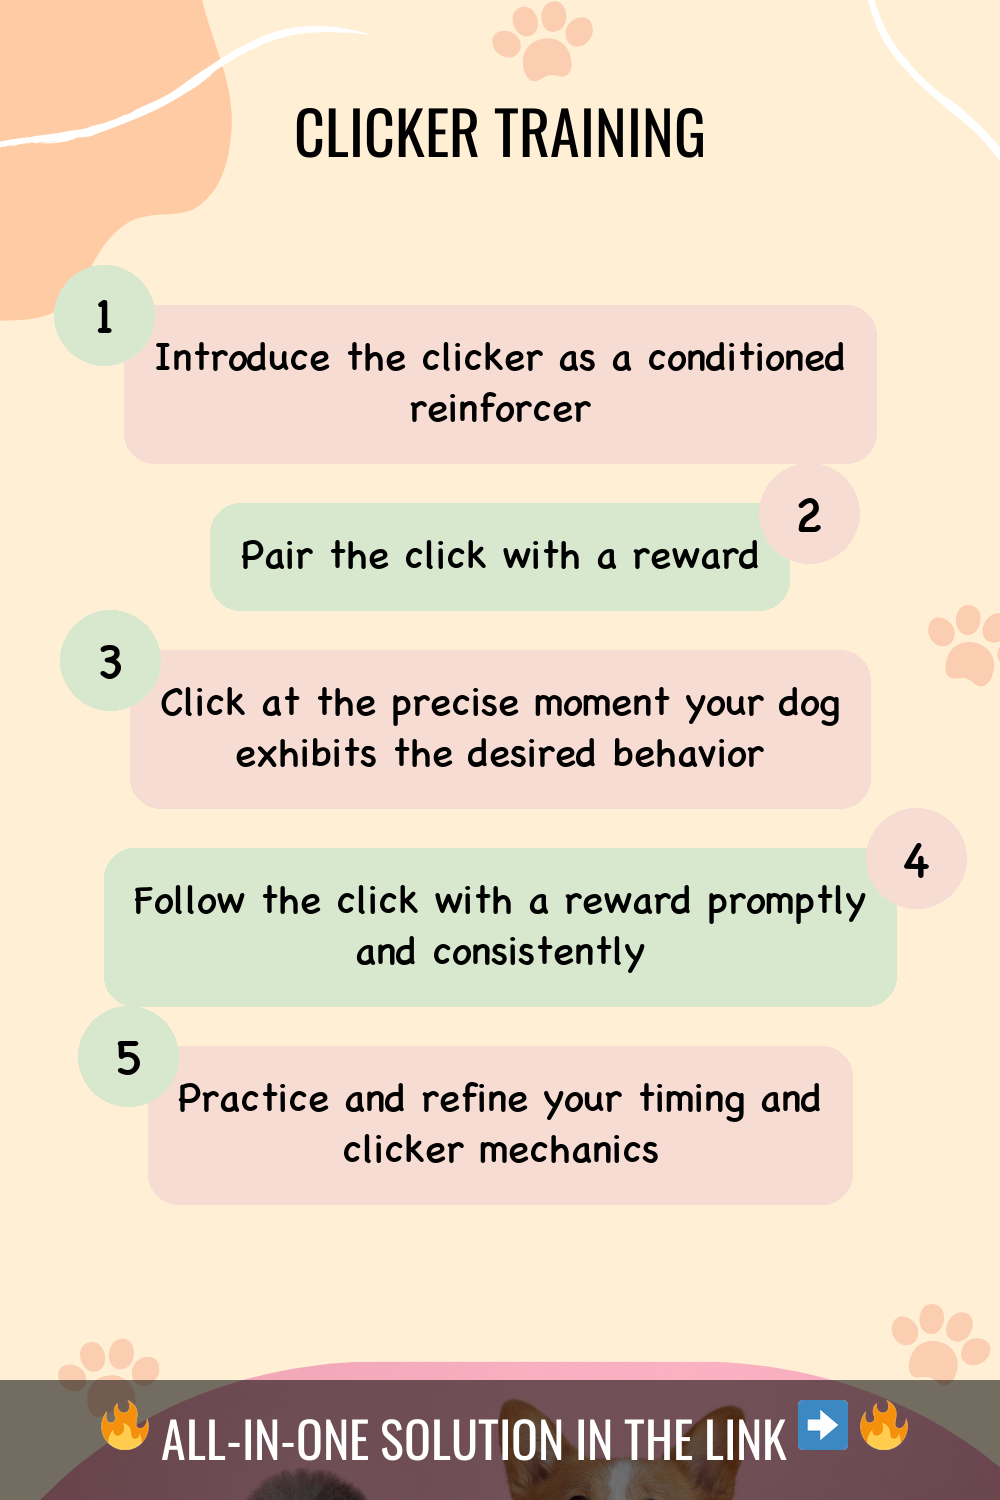 CLICKER TRAINING
1
Introduce the clicker as a conditioned
reinforcer
2
Pair the click with a reward
3
Click at the precise moment your dog
exhibits the desired behavior
4
Follow the click with a reward promptly
and consistently
5
Practice and refine your timing and
clicker mechanics
🔥 ALL-IN-ONE SOLUTION IN THE LINK ➡️ 🔥